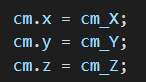 cm.x = cm_X;
cm.y = cm_Y;
cm.z = cm_Z;